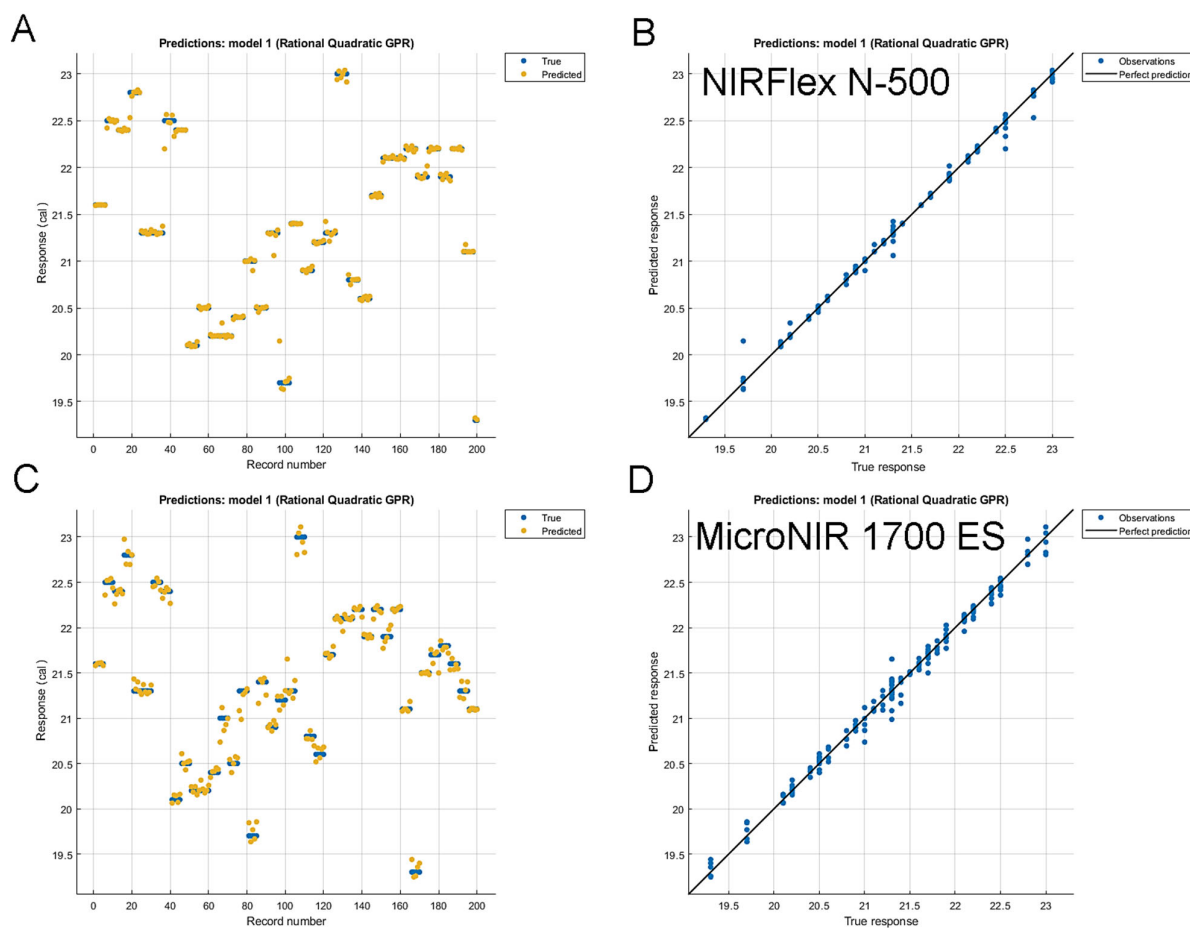 A
Predictions: model 1 (Rational Quadratic GPR)
True
Predicted
23
22.5
22
21.5
21
20.5
20
19.5
Response (cal)
0 20 40 60 80 100 120 140 160 180 200
Record number
B
Predictions: model 1 (Rational Quadratic GPR)
NIRFlex N-500
Observations
Perfect prediction
23
22.5
22
21.5
21
20.5
20
19.5
Predicted response
19.5 20 20.5 21 21.5 22 22.5 23
True response
C
Predictions: model 1 (Rational Quadratic GPR)
True
Predicted
23
22.5
22
21.5
21
20.5
20
19.5
Response (cal)
0 20 40 60 80 100 120 140 160 180 200
Record number
D
Predictions: model 1 (Rational Quadratic GPR)
MicroNIR 1700 ES
Observations
Perfect prediction
23
22.5
22
21.5
21
20.5
20
19.5
Predicted response
19.5 20 20.5 21 21.5 22 22.5 23
True response